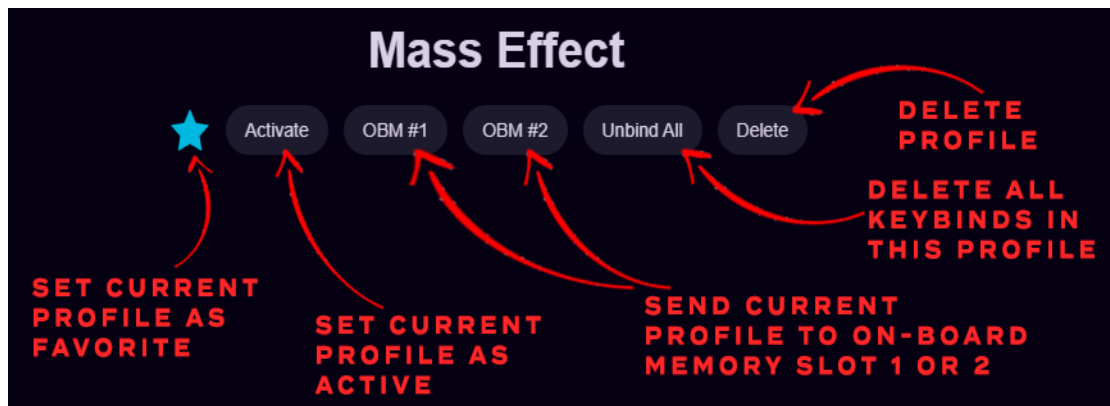 Mass Effect
Activate
OBM #1
OBM #2
Unbind All
Delete
DELETE
PROFILE
DELETE ALL
KEYBINDS IN
THIS PROFILE
SET CURRENT
PROFILE AS
FAVORITE
SET CURRENT
PROFILE AS
ACTIVE
SEND CURRENT
PROFILE TO ON-BOARD
MEMORY SLOT 1 OR 2